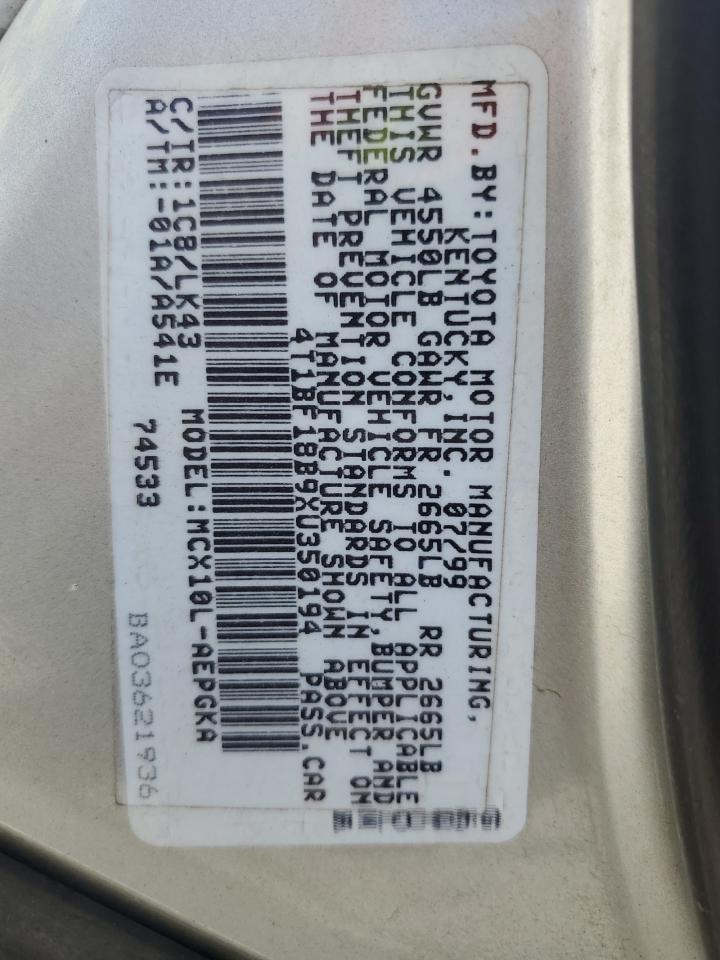 MFD. BY: TOYOTA MOTOR MANUFACTURING,
KENTUCKY, INC. 07/99
GVWR 4550LB GAWR FR 2665LB RR 2665LB
THIS VEHICLE CONFORMS TO ALL APPLICABLE
FEDERAL MOTOR VEHICLE SAFETY, BUMPER AND
THEFT PREVENTION STANDARDS IN EFFECT ON
THE DATE OF MANUFACTURE SHOWN ABOVE
4T1BF18B9XU350194 PASS.CAR
C/TR:1C8/LK43 MODEL:MCX10L-AEPGKA
A/TM:-01A/A541E 74533
BA03621936